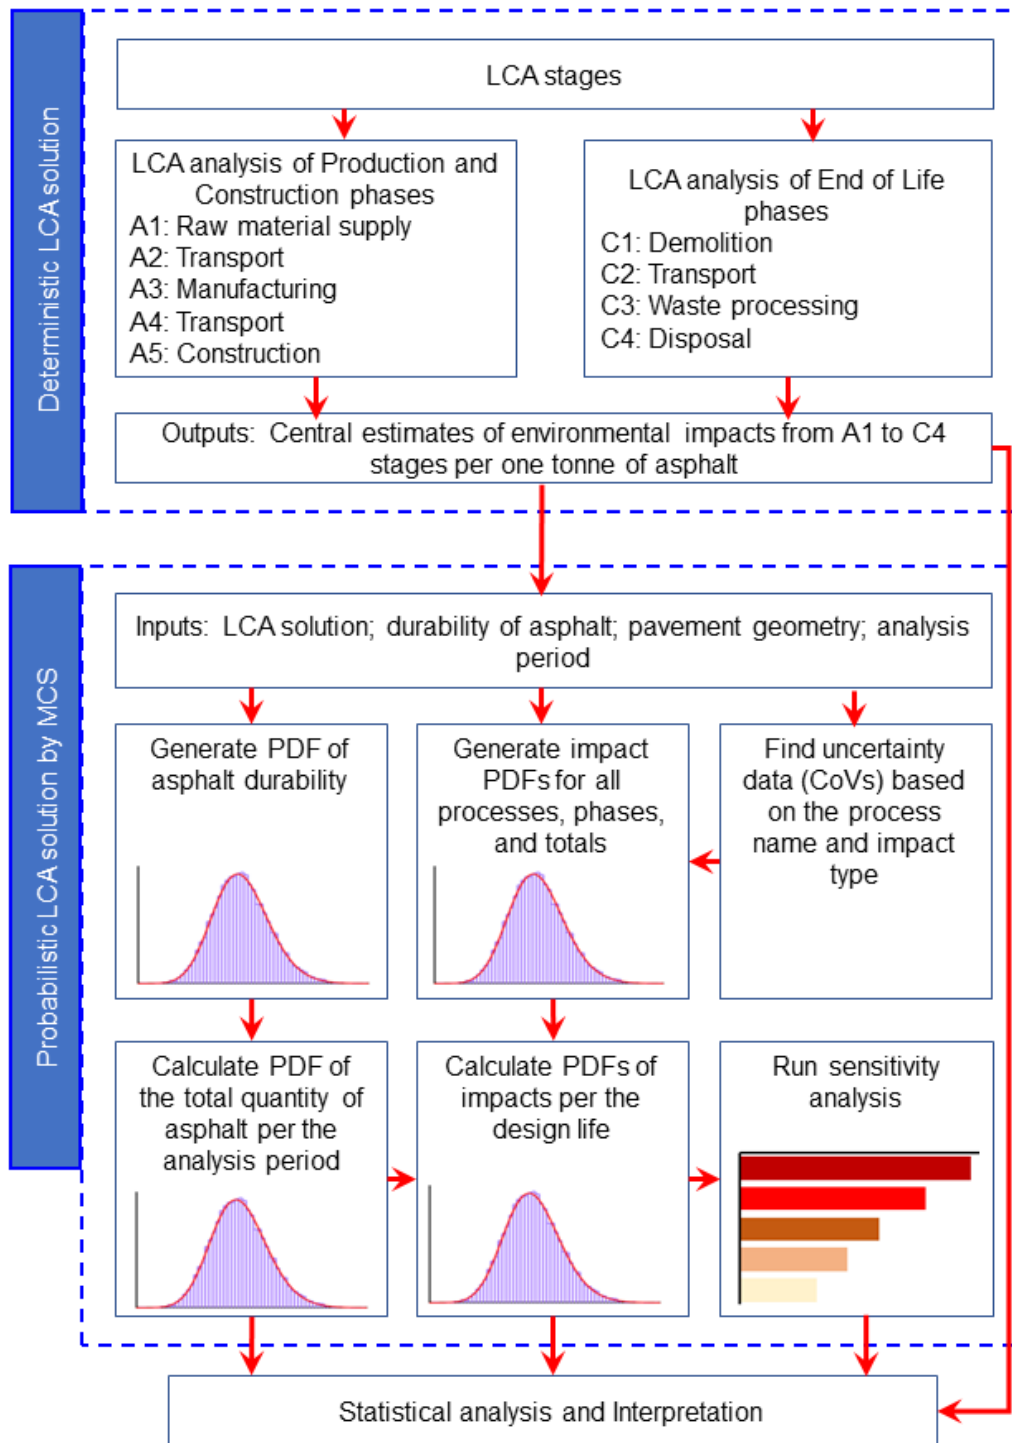 Deterministic LCA solution
LCA stages
LCA analysis of Production and
Construction phases
A1: Raw material supply
A2: Transport
A3: Manufacturing
A4: Transport
A5: Construction
LCA analysis of End of Life
phases
C1: Demolition
C2: Transport
C3: Waste processing
C4: Disposal
Outputs: Central estimates of environmental impacts from A1 to C4
stages per one tonne of asphalt
Probabilistic LCA solution by MCS
Inputs: LCA solution; durability of asphalt; pavement geometry; analysis
period
Generate PDF of
asphalt durability
Generate impact
PDFs for all
processes, phases,
and totals
Find uncertainty
data (CoVs) based
on the process
name and impact
type
Calculate PDF of
the total quantity of
asphalt per the
analysis period
Calculate PDFs of
impacts per the
design life
Run sensitivity
analysis
Statistical analysis and Interpretation